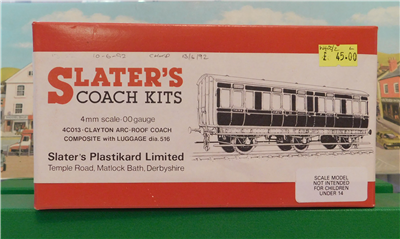 £ 45.00
SLATER'S
COACH KITS
4mm scale-00 gauge
4C013 · CLAYTON ARC-ROOF COACH
COMPOSITE with LUGGAGE dia. 516
Slater's Plastikard Limited
Temple Road, Matlock Bath, Derbyshire
SCALE MODEL
NOT INTENDED
FOR CHILDREN
UNDER 14